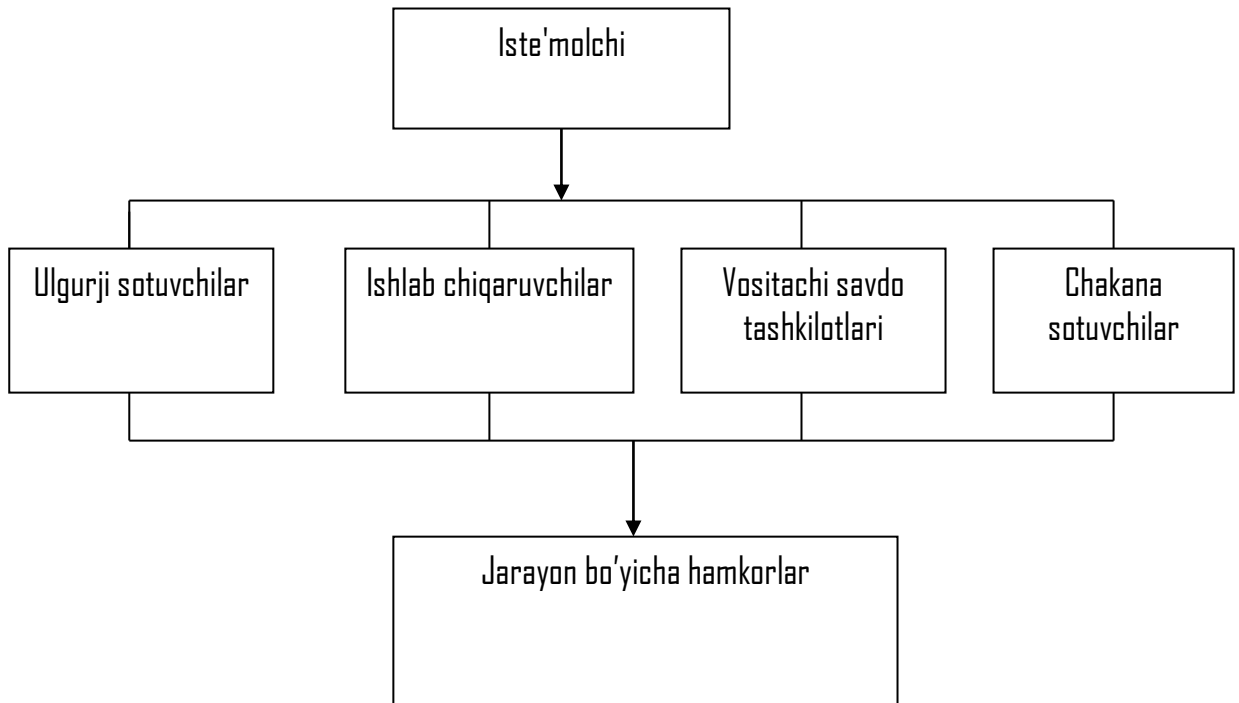 Iste'molchi
Ulgurji sotuvchilar
Ishlab chiqaruvchilar
Vositachi savdo
tashkilotlari
Chakana
sotuvchilar
Jarayon bo'yicha hamkorlar